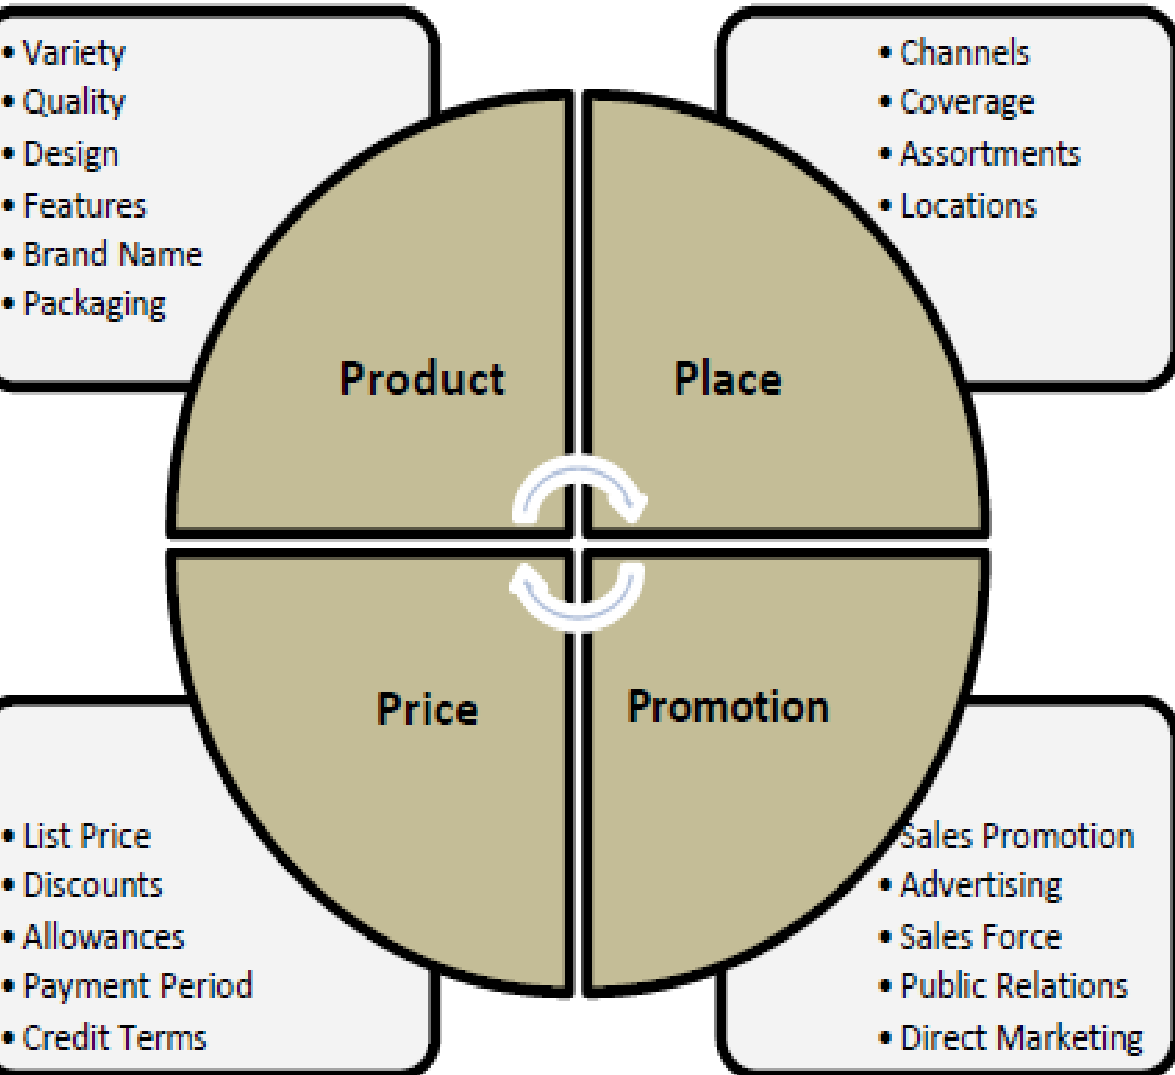 • Variety
• Quality
• Design
• Features
• Brand Name
• Packaging
• Channels
• Coverage
• Assortments
• Locations
Product
Place
Price
Promotion
• List Price
• Discounts
• Allowances
• Payment Period
• Credit Terms
Sales Promotion
• Advertising
• Sales Force
• Public Relations
• Direct Marketing